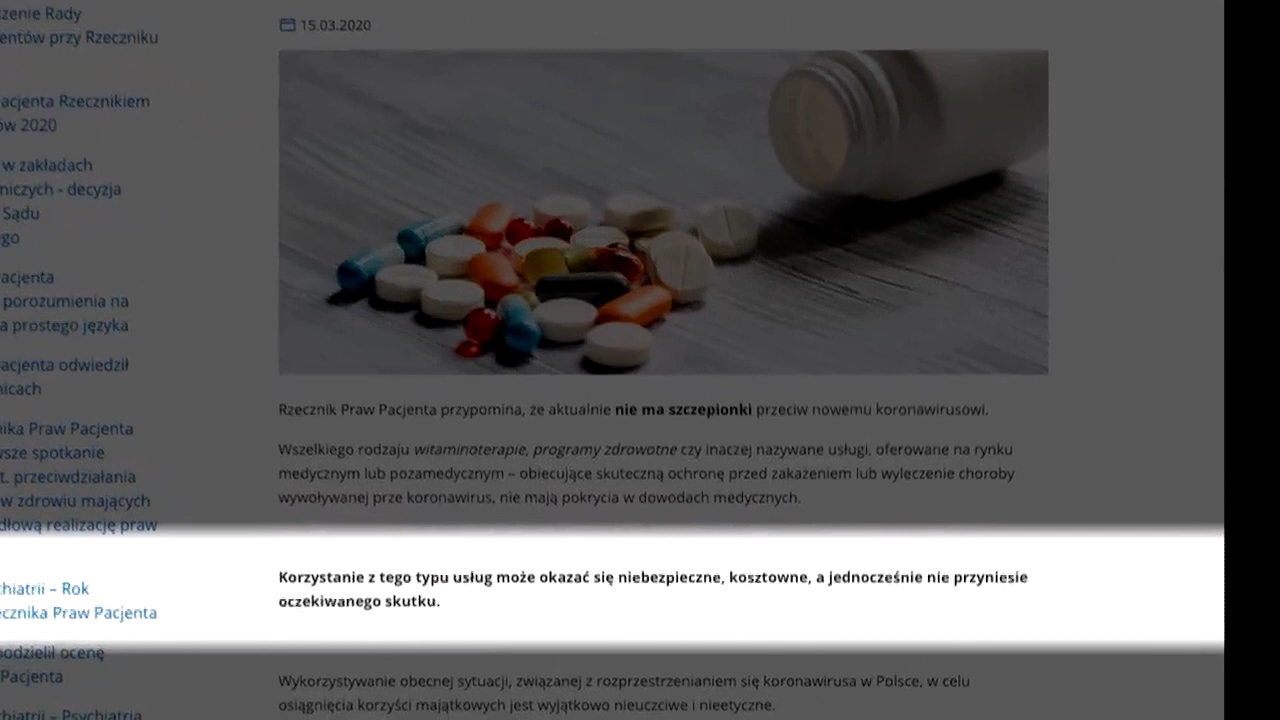 zenie Rady
entów przy Rzeczniku
acjenta Rzecznikiem
ów 2020
w zakładach
niczych - decyzja
Sądu
go
acjenta
porozumienia na
a prostego języka
acjenta odwiedził
nicach
nika Praw Pacjenta
wsze spotkanie
t. przeciwdziałania
w zdrowiu mających
dłową realizację praw
chiatrii – Rok
ecznika Praw Pacjenta
podzielił ocenę
Pacjenta
chiatrii – Psychiatria
15.03.2020
Rzecznik Praw Pacjenta przypomina, że aktualnie nie ma szczepionki przeciw nowemu koronawirusowi.
Wszelkiego rodzaju witaminoterapie, programy zdrowotne czy inaczej nazywane usługi, oferowane na rynku
medycznym lub pozamedycznym – obiecujące skuteczną ochronę przed zakażeniem lub wyleczenie choroby
wywoływanej prze koronawirus, nie mają pokrycia w dowodach medycznych.
Korzystanie z tego typu usług może okazać się niebezpieczne, kosztowne, a jednocześnie nie przyniesie
oczekiwanego skutku.
Wykorzystywanie obecnej sytuacji, związanej z rozprzestrzenianiem się koronawirusa w Polsce, w celu
osiągnięcia korzyści majątkowych jest wyjątkowo nieuczciwe i nieetyczne.